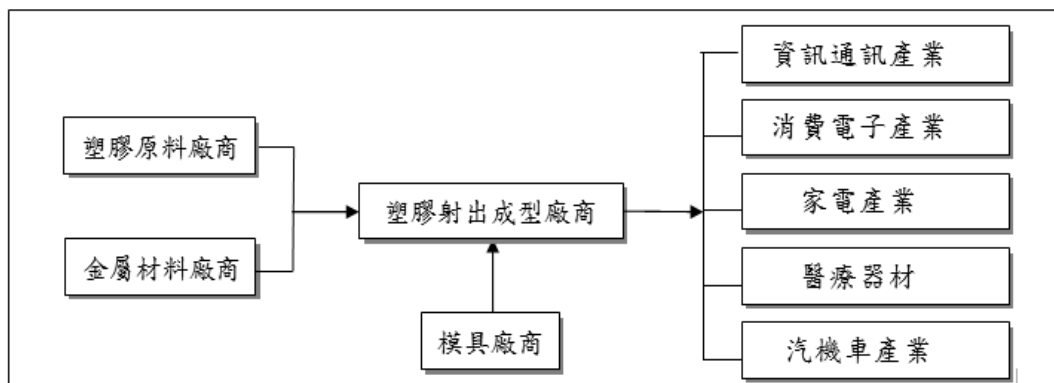 塑膠原料廠商
金屬材料廠商
塑膠射出成型廠商
模具廠商
資訊通訊產業
消費電子產業
家電產業
醫療器材
汽機車產業